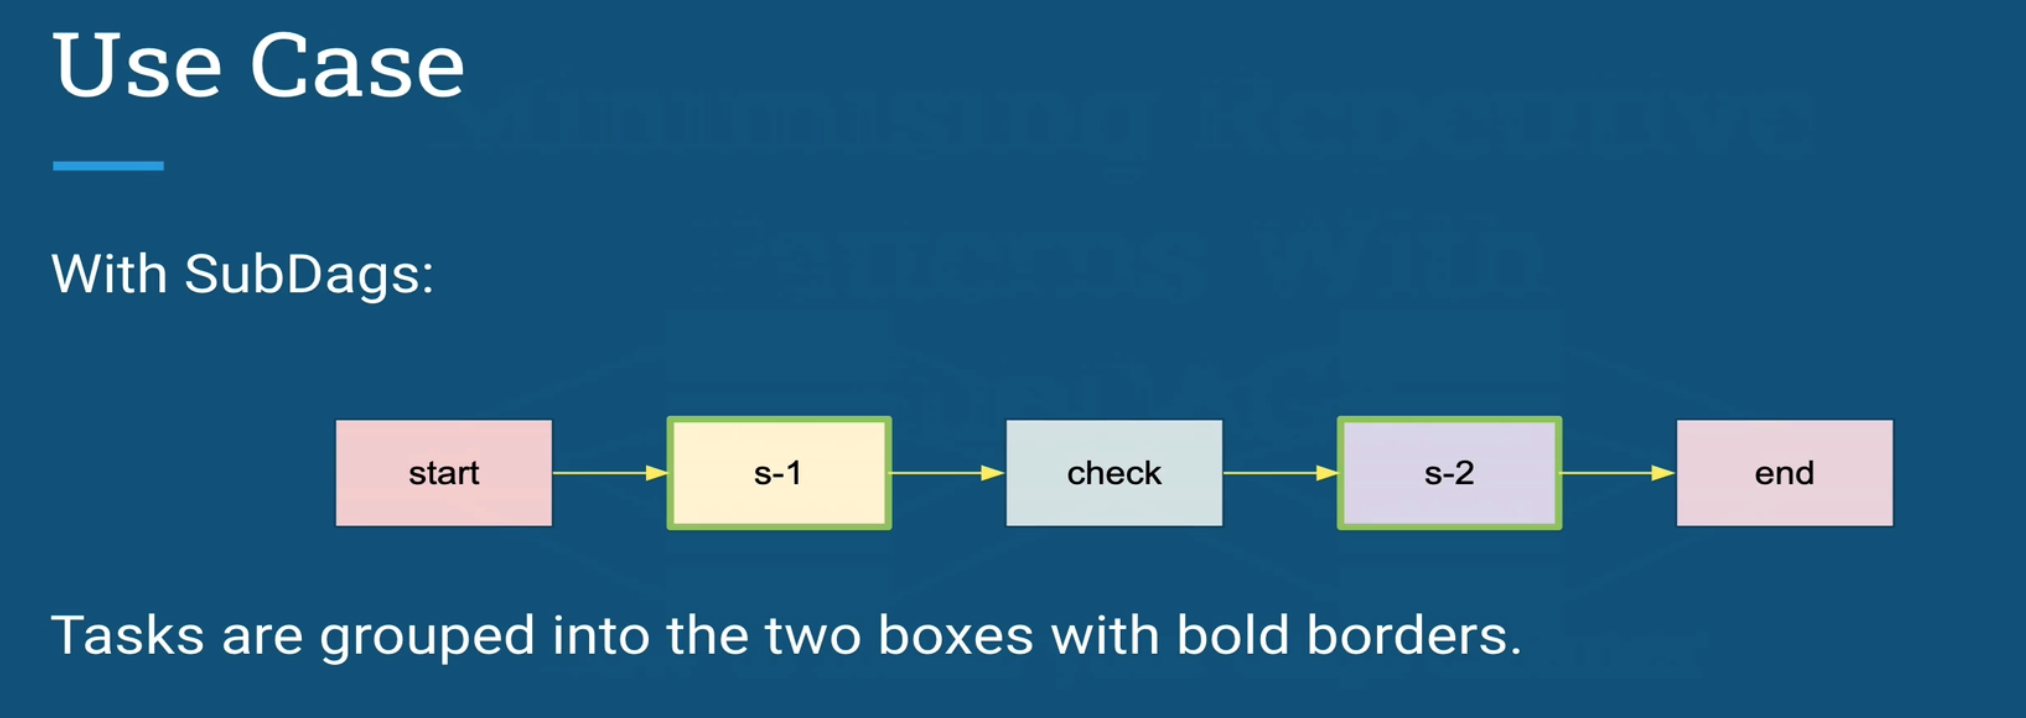 Use Case
With SubDags:
start
s-1
check
s-2
end
Tasks are grouped into the two boxes with bold borders.